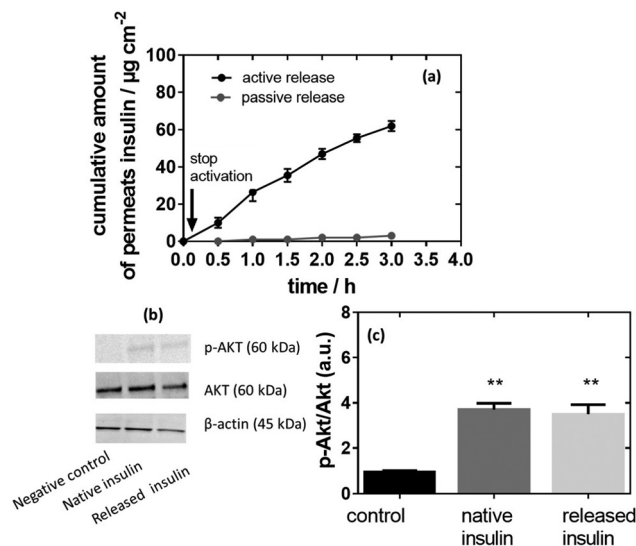 cumulative amount
of permeats insulin / µg cm⁻²
100
80
60
40
20
0
active release
passive release
(a)
stop
activation
0.0 0.5 1.0 1.5 2.0 2.5 3.0 3.5 4.0
time / h
(b)
p-AKT (60 kDa)
AKT (60 kDa)
β-actin (45 kDa)
Negative control
Native insulin
Released insulin
(c)
p-Akt/Akt (a.u.)
8
6
4
2
0
**
**
control
native
insulin
released
insulin